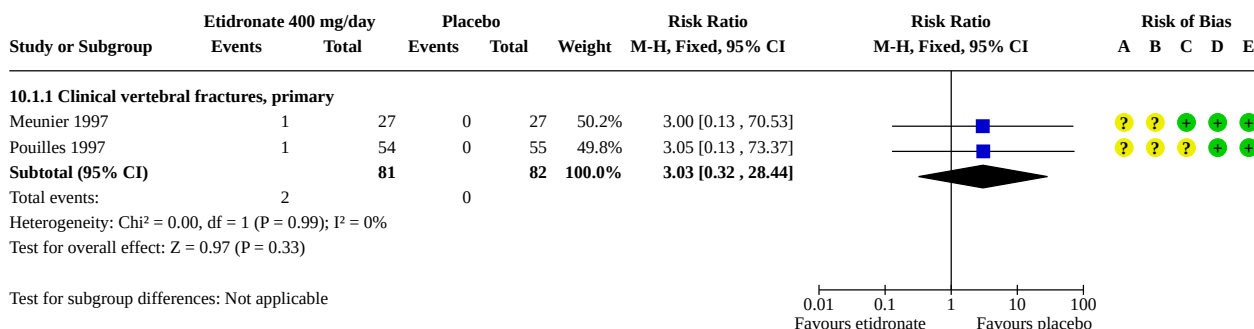 Etidronate 400 mg/day Placebo Risk Ratio Risk Ratio Risk of Bias
Study or Subgroup Events Total Events Total Weight M-H, Fixed, 95% CI M-H, Fixed, 95% CI A B C D E
10.1.1 Clinical vertebral fractures, primary
Meunier 1997 1 27 0 27 50.2% 3.00 [0.13 , 70.53] ? ? + + +
Pouilles 1997 1 54 0 55 49.8% 3.05 [0.13 , 73.37] ? ? ? + +
Subtotal (95% CI) 81 82 100.0% 3.03 [0.32 , 28.44]
Total events: 2 0
Heterogeneity: Chi² = 0.00, df = 1 (P = 0.99); I² = 0%
Test for overall effect: Z = 0.97 (P = 0.33)
Test for subgroup differences: Not applicable
0.01 0.1 1 10 100
Favours etidronate Favours placebo